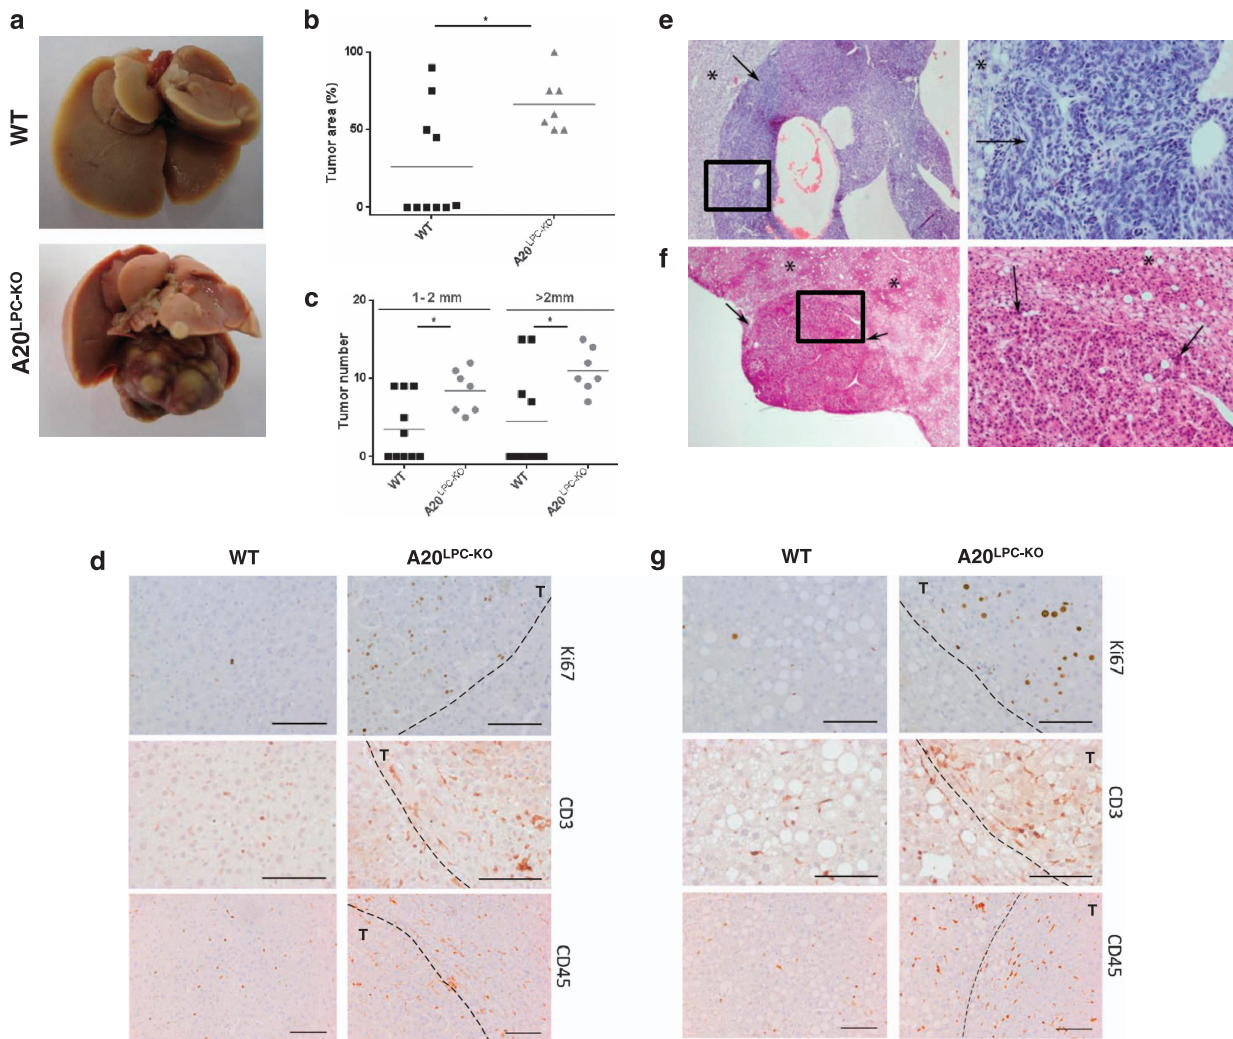 a
WT
A20LPC-KO
b
*
Tumor area (%)
100
50
0
WT
A20LPC-KO
c
1-2 mm
>2mm
*
*
Tumor number
20
10
0
WT
A20LPC-KO
WT
A20LPC-KO
e
*
*
f
*
*
*
d
WT
A20LPC-KO
T
Ki67
T
CD3
T
CD45
g
WT
A20LPC-KO
T
Ki67
T
CD3
T
CD45